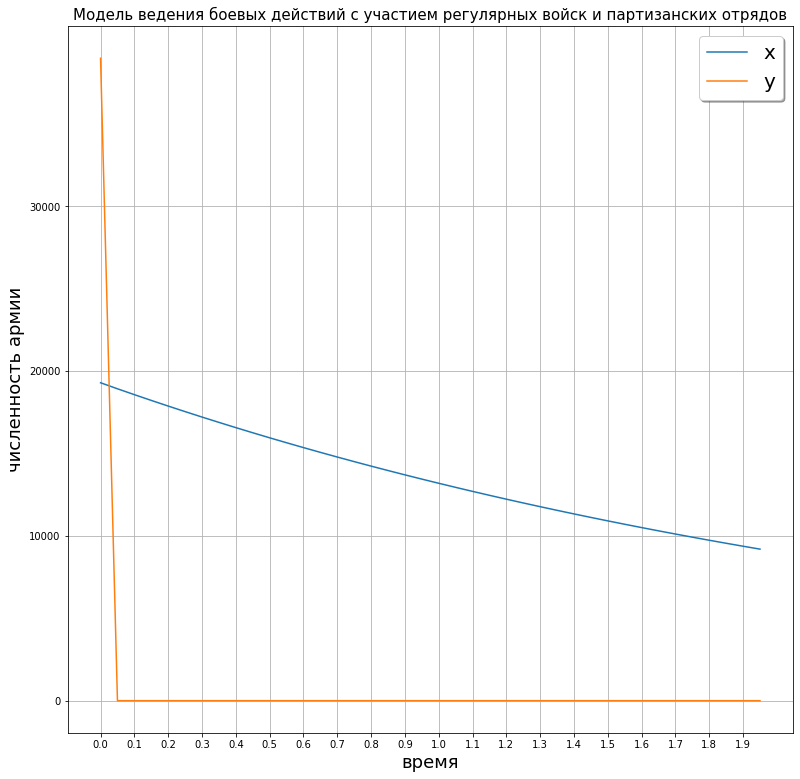 Модель ведения боевых действий с участием регулярных войск и партизанских отрядов
x
y
30000
20000
10000
0
численность армии
0.0 0.1 0.2 0.3 0.4 0.5 0.6 0.7 0.8 0.9 1.0 1.1 1.2 1.3 1.4 1.5 1.6 1.7 1.8 1.9
время